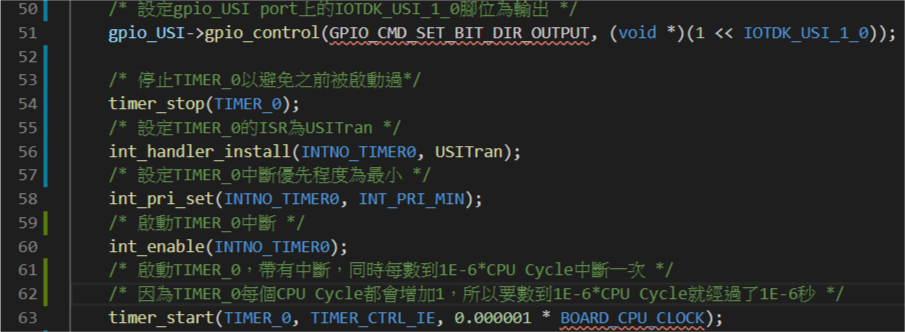 50 /* 設定gpio_USI port上的IOTDK_USI_1_0腳位為輸出 */
51 gpio_USI->gpio_control(GPIO_CMD_SET_BIT_DIR_OUTPUT, (void *)(1 << IOTDK_USI_1_0));
52
53 /* 停止TIMER_0以避免之前被啟動過*/
54 timer_stop(TIMER_0);
55 /* 設定TIMER_0的ISR為USITran */
56 int_handler_install(INTNO_TIMER0, USITran);
57 /* 設定TIMER_0中斷優先程度為最小 */
58 int_pri_set(INTNO_TIMER0, INT_PRI_MIN);
59 /* 啟動TIMER_0中斷 */
60 int_enable(INTNO_TIMER0);
61 /* 啟動TIMER_0，帶有中斷，同時每數到1E-6*CPU Cycle中斷一次 */
62 /* 因為TIMER_0每個CPU Cycle都會增加1，所以要數到1E-6*CPU Cycle就經過了1E-6秒 */
63 timer_start(TIMER_0, TIMER_CTRL_IE, 0.000001 * BOARD_CPU_CLOCK);